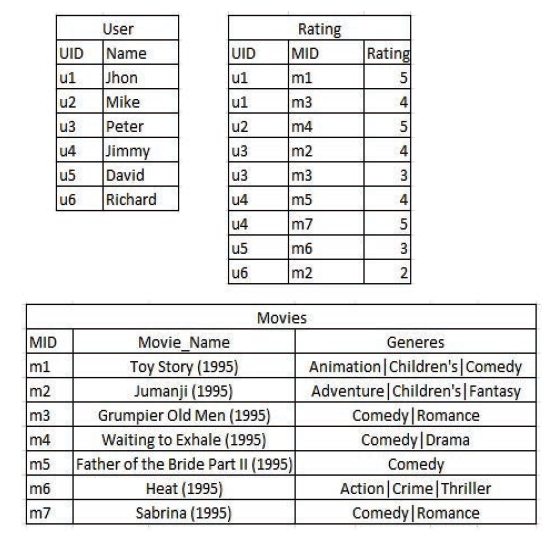 User
UID Name
u1 Jhon
u2 Mike
u3 Peter
u4 Jimmy
u5 David
u6 Richard
Rating
UID MID Rating
u1 m1 5
u1 m3 4
u2 m4 5
u3 m2 4
u3 m3 3
u4 m5 4
u4 m7 5
u5 m6 3
u6 m2 2
Movies
MID Movie_Name Generes
m1 Toy Story (1995) Animation|Children's|Comedy
m2 Jumanji (1995) Adventure|Children's|Fantasy
m3 Grumpier Old Men (1995) Comedy|Romance
m4 Waiting to Exhale (1995) Comedy|Drama
m5 Father of the Bride Part II (1995) Comedy
m6 Heat (1995) Action|Crime|Thriller
m7 Sabrina (1995) Comedy|Romance